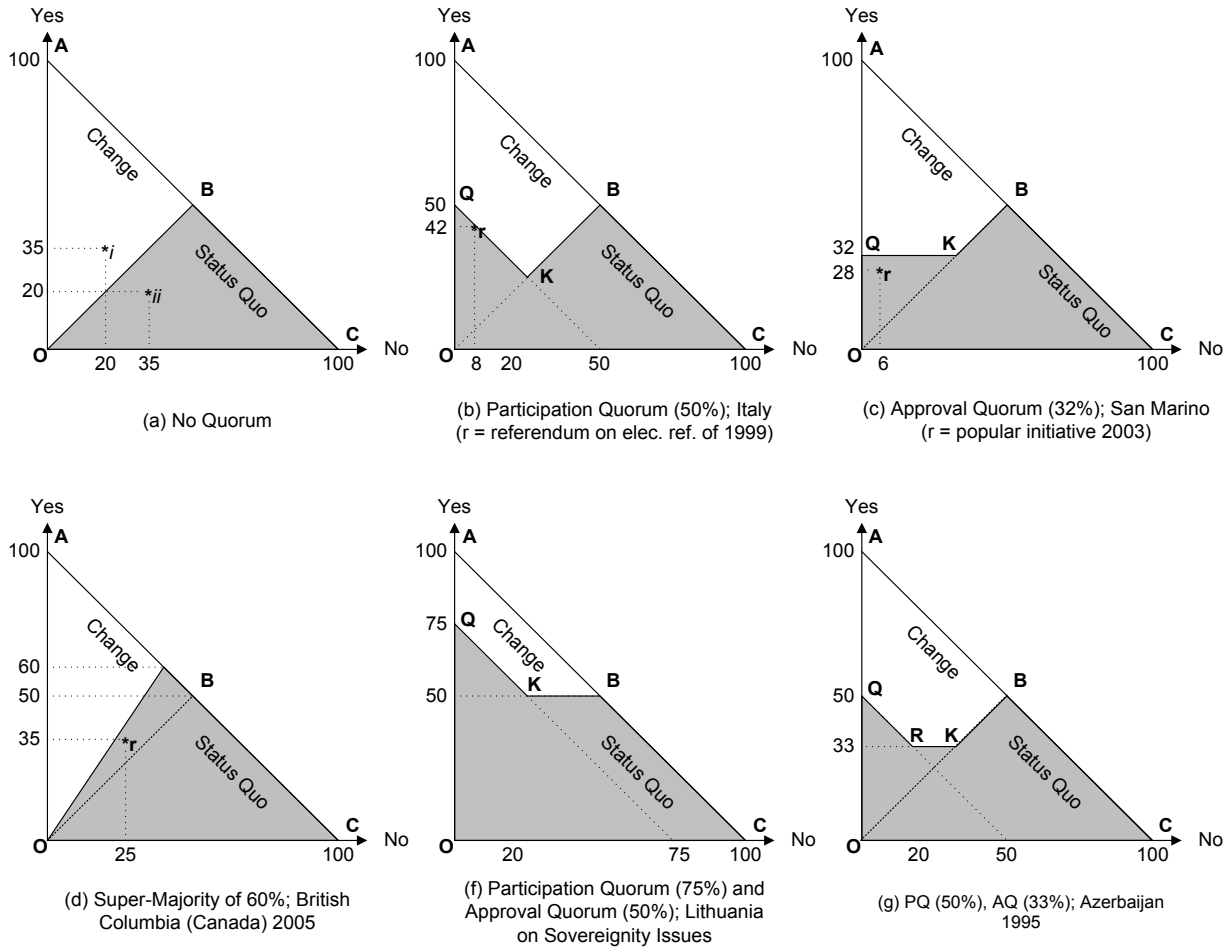 Yes
A
100
Change
B
35
*i
20
*ii
Status Quo
O
20
35
C
100
No
(a) No Quorum
Yes
A
100
Change
Q
50
B
42
*r
K
Status Quo
O
8
20
50
C
100
No
(b) Participation Quorum (50%); Italy
(r = referendum on elec. ref. of 1999)
Yes
A
100
Change
B
32
Q
K
28
*r
Status Quo
O
6
C
100
No
(c) Approval Quorum (32%); San Marino
(r = popular initiative 2003)
Yes
A
100
Change
60
50
B
35
*r
Status Quo
O
25
C
100
No
(d) Super-Majority of 60%; British
Columbia (Canada) 2005
Yes
A
100
75
Q
Change
50
K
B
Status Quo
O
20
75
C
100
No
(f) Participation Quorum (75%) and
Approval Quorum (50%); Lithuania
on Sovereignity Issues
Yes
A
100
Change
50
Q
B
33
R
K
Status Quo
O
20
50
C
100
No
(g) PQ (50%), AQ (33%); Azerbaijan
1995